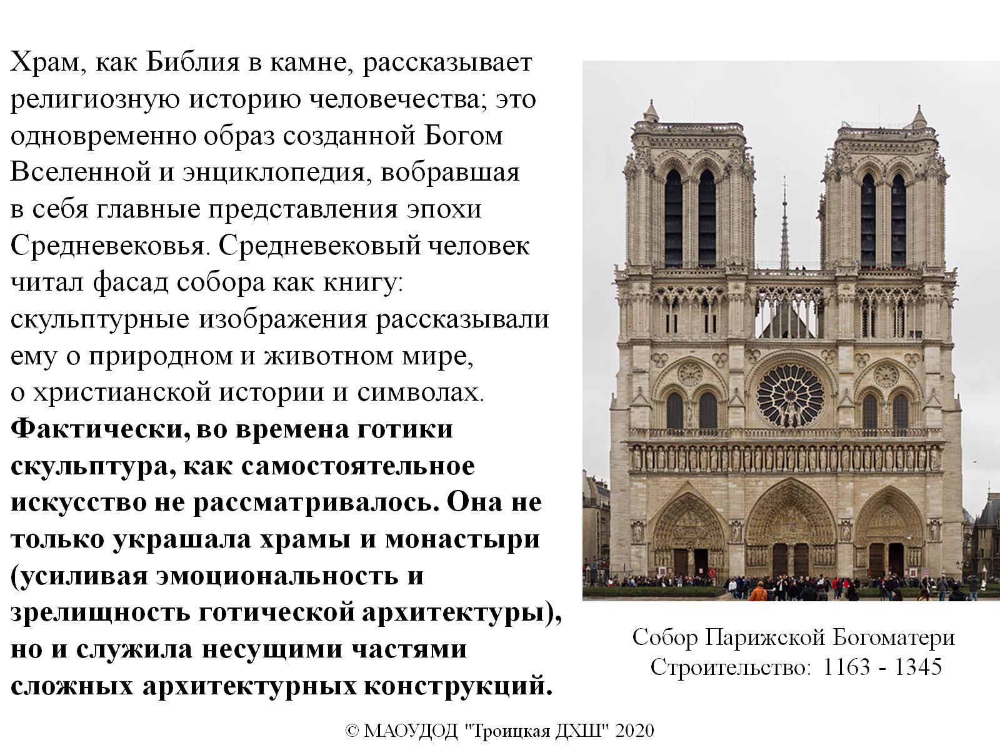 Храм, как Библия в камне, рассказывает
религиозную историю человечества; это
одновременно образ созданной Богом
Вселенной и энциклопедия, вобравшая
в себя главные представления эпохи
Средневековья. Средневековый человек
читал фасад собора как книгу:
скульптурные изображения рассказывали
ему о природном и животном мире,
о христианской истории и символах.
Фактически, во времена готики
скульптура, как самостоятельное
искусство не рассматривалось. Она не
только украшала храмы и монастыри
(усиливая эмоциональность и
зрелищность готической архитектуры),
но и служила несущими частями
сложных архитектурных конструкций.
Собор Парижской Богоматери
Строительство: 1163 - 1345
© МАОУДОД "Троицкая ДХШ" 2020